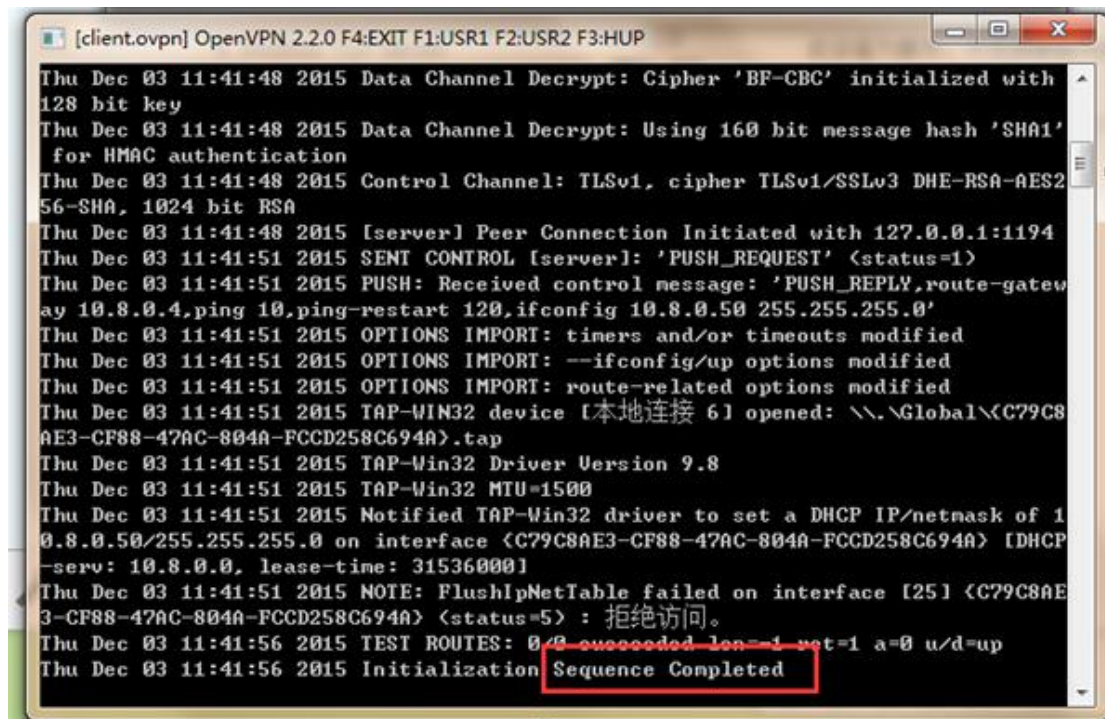 [client.ovpn] OpenVPN 2.2.0 F4:EXIT F1:USR1 F2:USR2 F3:HUP
Thu Dec 03 11:41:48 2015 Data Channel Decrypt: Cipher 'BF-CBC' initialized with
128 bit key
Thu Dec 03 11:41:48 2015 Data Channel Decrypt: Using 160 bit message hash 'SHA1'
 for HMAC authentication
Thu Dec 03 11:41:48 2015 Control Channel: TLSv1, cipher TLSv1/SSLv3 DHE-RSA-AES2
56-SHA, 1024 bit RSA
Thu Dec 03 11:41:48 2015 [server] Peer Connection Initiated with 127.0.0.1:1194
Thu Dec 03 11:41:51 2015 SENT CONTROL [server]: 'PUSH_REQUEST' (status=1)
Thu Dec 03 11:41:51 2015 PUSH: Received control message: 'PUSH_REPLY,route-gatew
ay 10.8.0.4,ping 10,ping-restart 120,ifconfig 10.8.0.50 255.255.255.0'
Thu Dec 03 11:41:51 2015 OPTIONS IMPORT: timers and/or timeouts modified
Thu Dec 03 11:41:51 2015 OPTIONS IMPORT: --ifconfig/up options modified
Thu Dec 03 11:41:51 2015 OPTIONS IMPORT: route-related options modified
Thu Dec 03 11:41:51 2015 TAP-WIN32 device [本地连接 6] opened: \\.\Global\{C79C8
AE3-CF88-47AC-804A-FCCD258C694A}.tap
Thu Dec 03 11:41:51 2015 TAP-Win32 Driver Version 9.8
Thu Dec 03 11:41:51 2015 TAP-Win32 MTU=1500
Thu Dec 03 11:41:51 2015 Notified TAP-Win32 driver to set a DHCP IP/netmask of 1
0.8.0.50/255.255.255.0 on interface {C79C8AE3-CF88-47AC-804A-FCCD258C694A} [DHCP
-serv: 10.8.0.0, lease-time: 31536000]
Thu Dec 03 11:41:51 2015 NOTE: FlushIpNetTable failed on interface [25] {C79C8AE
3-CF88-47AC-804A-FCCD258C694A} (status=5) : 拒绝访问。
Thu Dec 03 11:41:56 2015 TEST ROUTES: 0/0 succeeded len=-1 ret=1 a=0 u/d=up
Thu Dec 03 11:41:56 2015 Initialization Sequence Completed